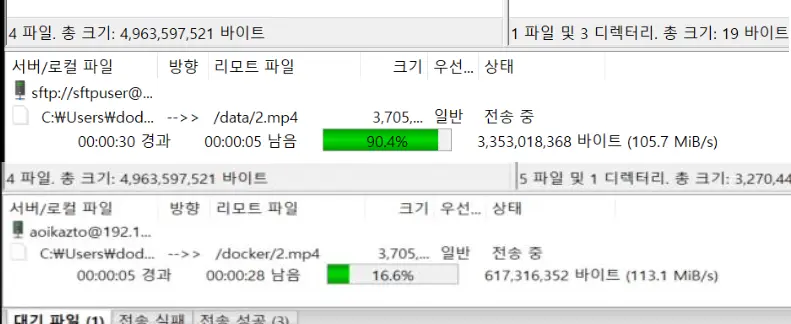 4 파일. 총 크기: 4,963,597,521 바이트 1 파일 및 3 디렉터리. 총 크기: 19 바이트
서버/로컬 파일 방향 리모트 파일 크기 우선... 상태
sftp://sftpuser@...
C:₩Users₩dod... -->> /data/2.mp4 3,705,... 일반 전송 중
00:00:30 경과 00:00:05 남음 90.4% 3,353,018,368 바이트 (105.7 MiB/s)
4 파일. 총 크기: 4,963,597,521 바이트 5 파일 및 1 디렉터리. 총 크기: 3,270,44
서버/로컬 파일 방향 리모트 파일 크기 우선... 상태
aoikazto@192.1...
C:₩Users₩dod... -->> /docker/2.mp4 3,705,... 일반 전송 중
00:00:05 경과 00:00:28 남음 16.6% 617,316,352 바이트 (113.1 MiB/s)
대기 파일 (1) 전송 실패 전송 성공 (3)